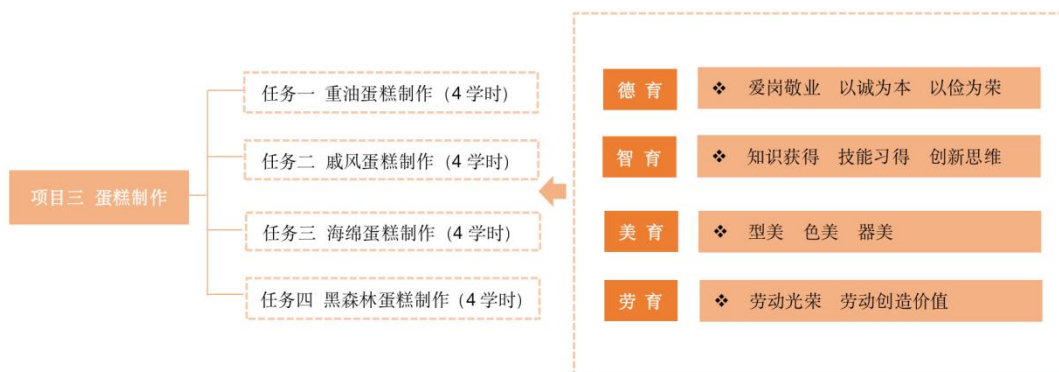 项目三 蛋糕制作
任务一 重油蛋糕制作（4 学时）
任务二 戚风蛋糕制作（4 学时）
任务三 海绵蛋糕制作（4 学时）
任务四 黑森林蛋糕制作（4 学时）
德 育
❖ 爱岗敬业 以诚为本 以俭为荣
智 育
❖ 知识获得 技能习得 创新思维
美 育
❖ 型美 色美 器美
劳 育
❖ 劳动光荣 劳动创造价值